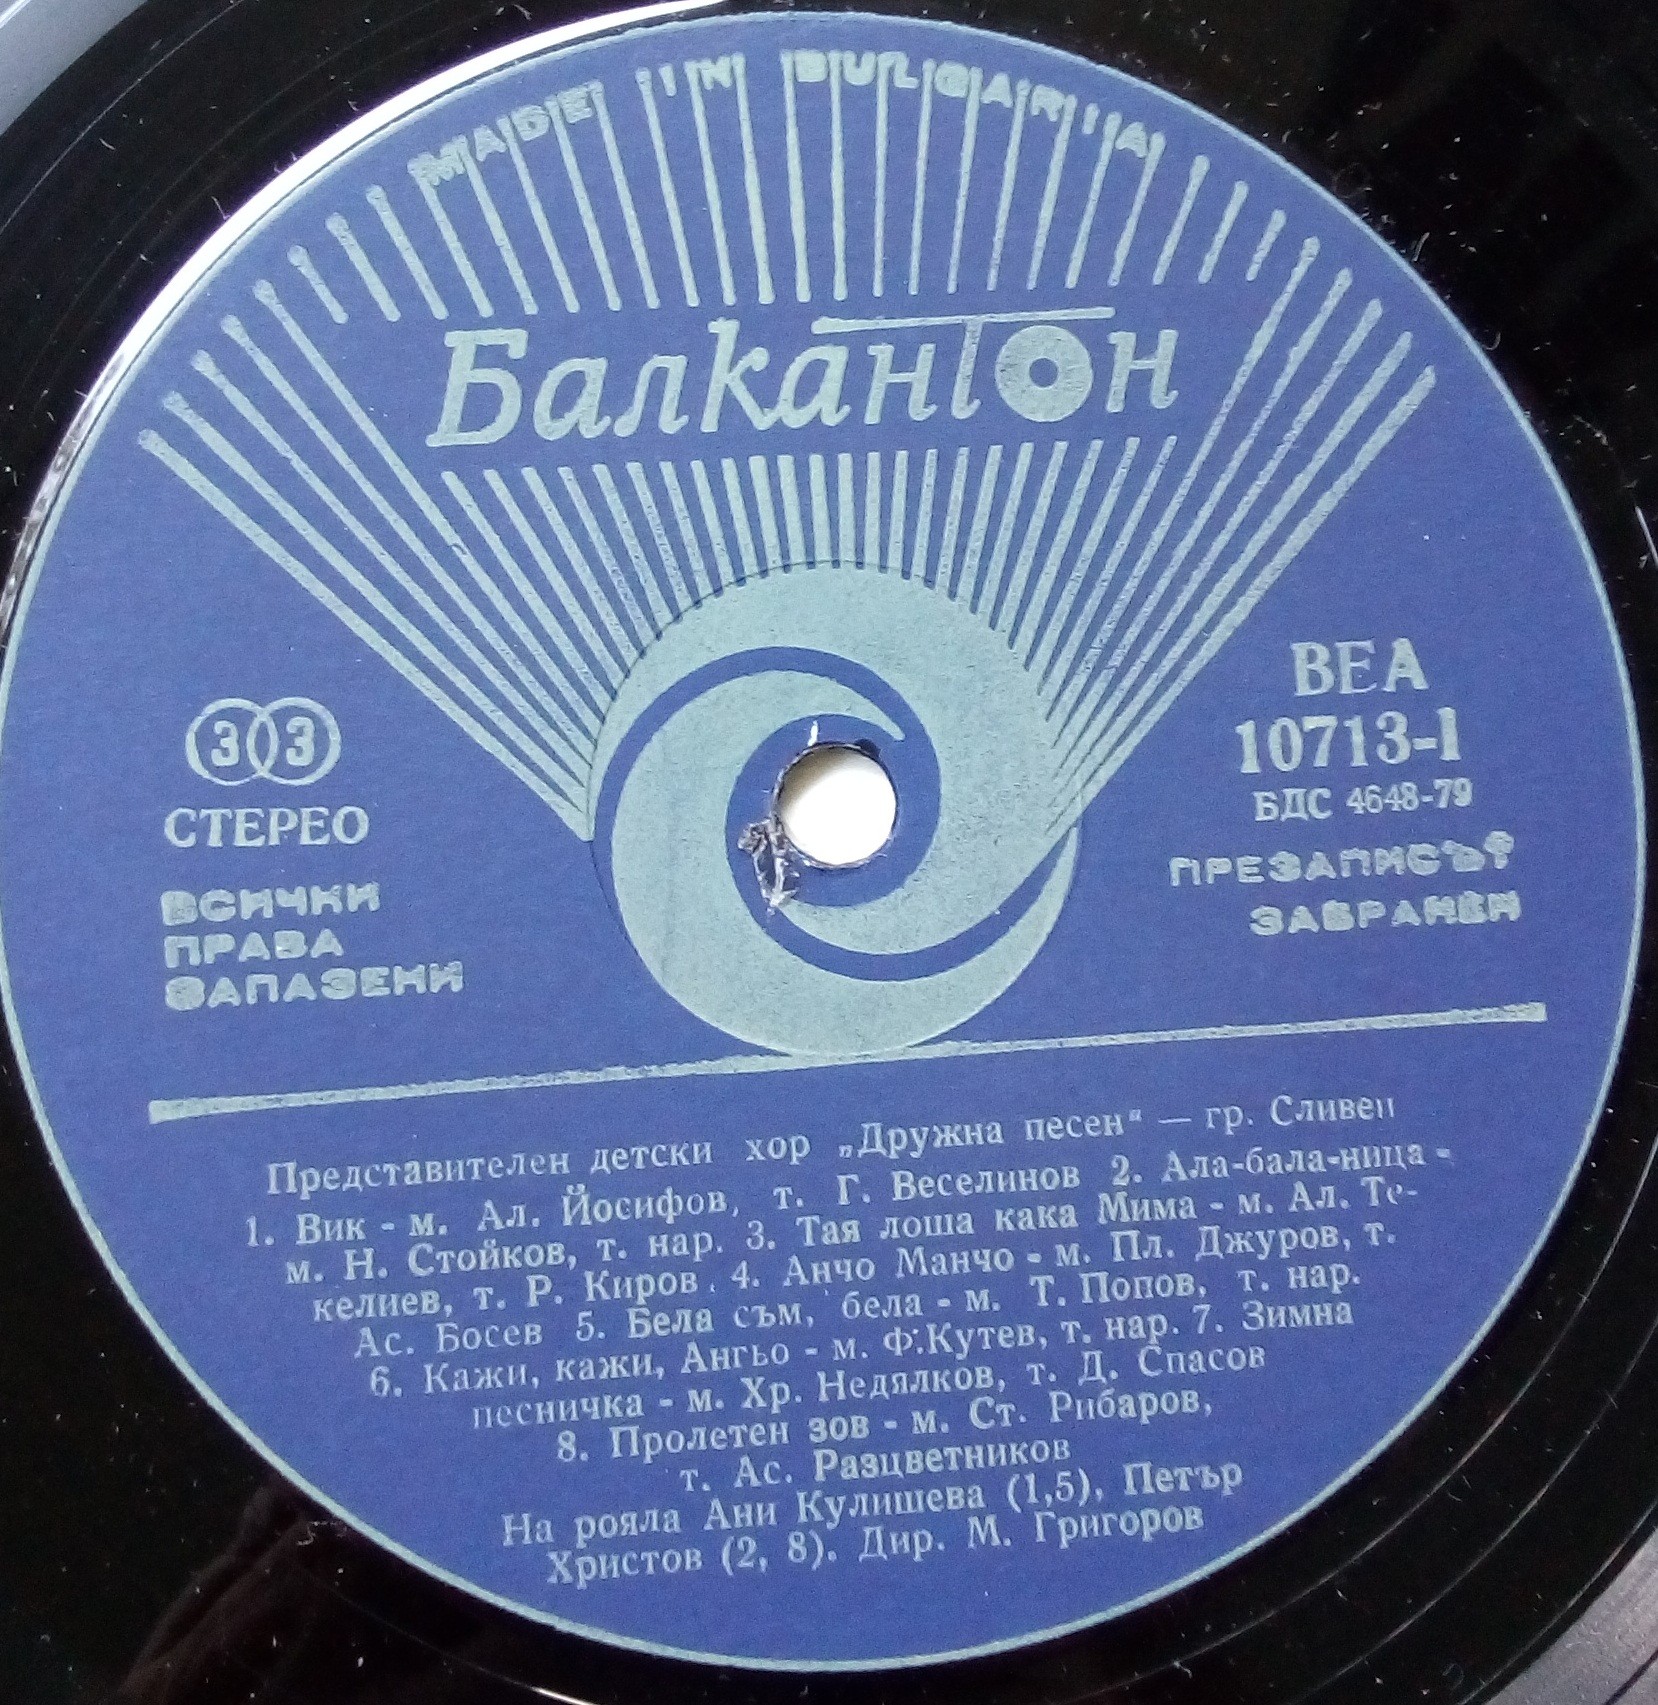 MADE IN BULGARIA
Балкантон
33
СТЕРЕО
ВСИЧКИ
ПРАВА
ЗАПАЗЕНИ
ВЕА
10713-I
БДС 4648-79
ПРЕЗАПИСЪТ
ЗАБРАНЕН
Представителен детски хор „Дружна песен“ — гр. Сливен
1. Вик - м. Ал. Йосифов, т. Г. Веселинов 2. Ала-бала-ница -
м. Н. Стойков, т. нар. 3. Тая лоша кака Мима - м. Ал. Те-
келиев, т. Р. Киров. 4. Анчо Манчо - м. Пл. Джуров, т.
Ас. Босев 5. Бела съм, бела - м. Т. Попов, т. нар.
6. Кажи, кажи, Ангьо - м. Ф. Кутев, т. нар. 7. Зимна
песничка - м. Хр. Недялков, т. Д. Спасов
8. Пролетен зов - м. Ст. Рибаров,
т. Ас. Разцветников
На рояла Ани Кулишева (1,5), Петър
Христов (2, 8). Дир. М. Григоров